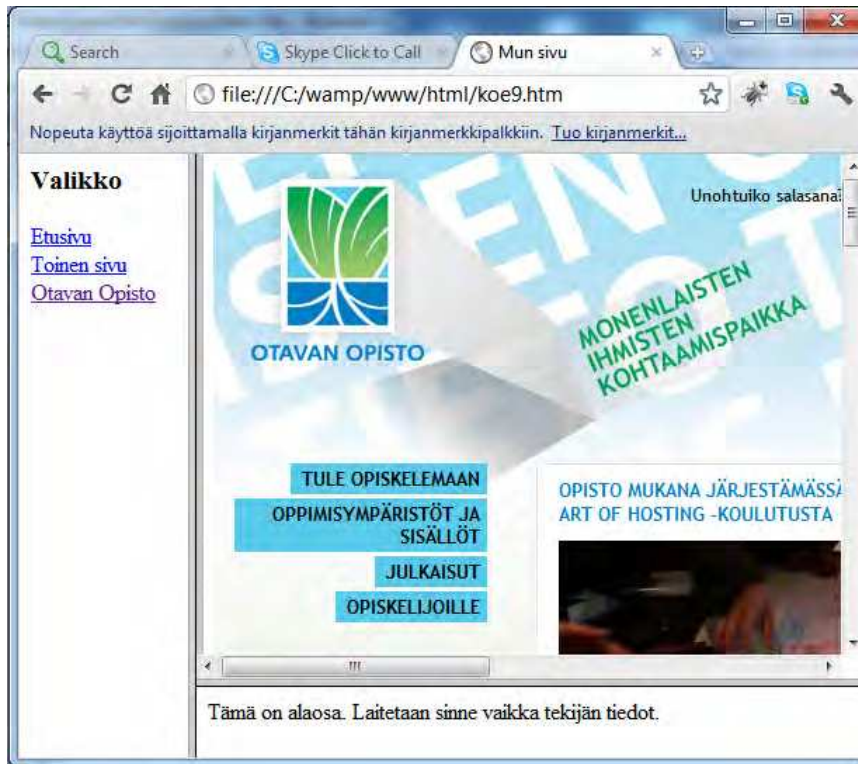 Search
Skype Click to Call
Mun sivu
file:///C:/wamp/www/html/koe9.htm
Nopeuta käyttöä sijoittamalla kirjanmerkit tähän kirjanmerkkipalkkiin. Tuo kirjanmerkit...
Valikko
Etusivu
Toinen sivu
Otavan Opisto
Unohtuiko salasana?
OTAVAN OPISTO
MONENLAISTEN
IHMISTEN
KOHTAAMISPAIKKA
TULE OPISKELEMAAN
OPPIMISYMPÄRISTÖT JA
SISÄLLÖT
JULKAISUT
OPISKELIJOILLE
OPISTO MUKANA JÄRJESTÄMÄSSÄ
ART OF HOSTING -KOULUTUSTA
Tämä on alaosa. Laitetaan sinne vaikka tekijän tiedot.